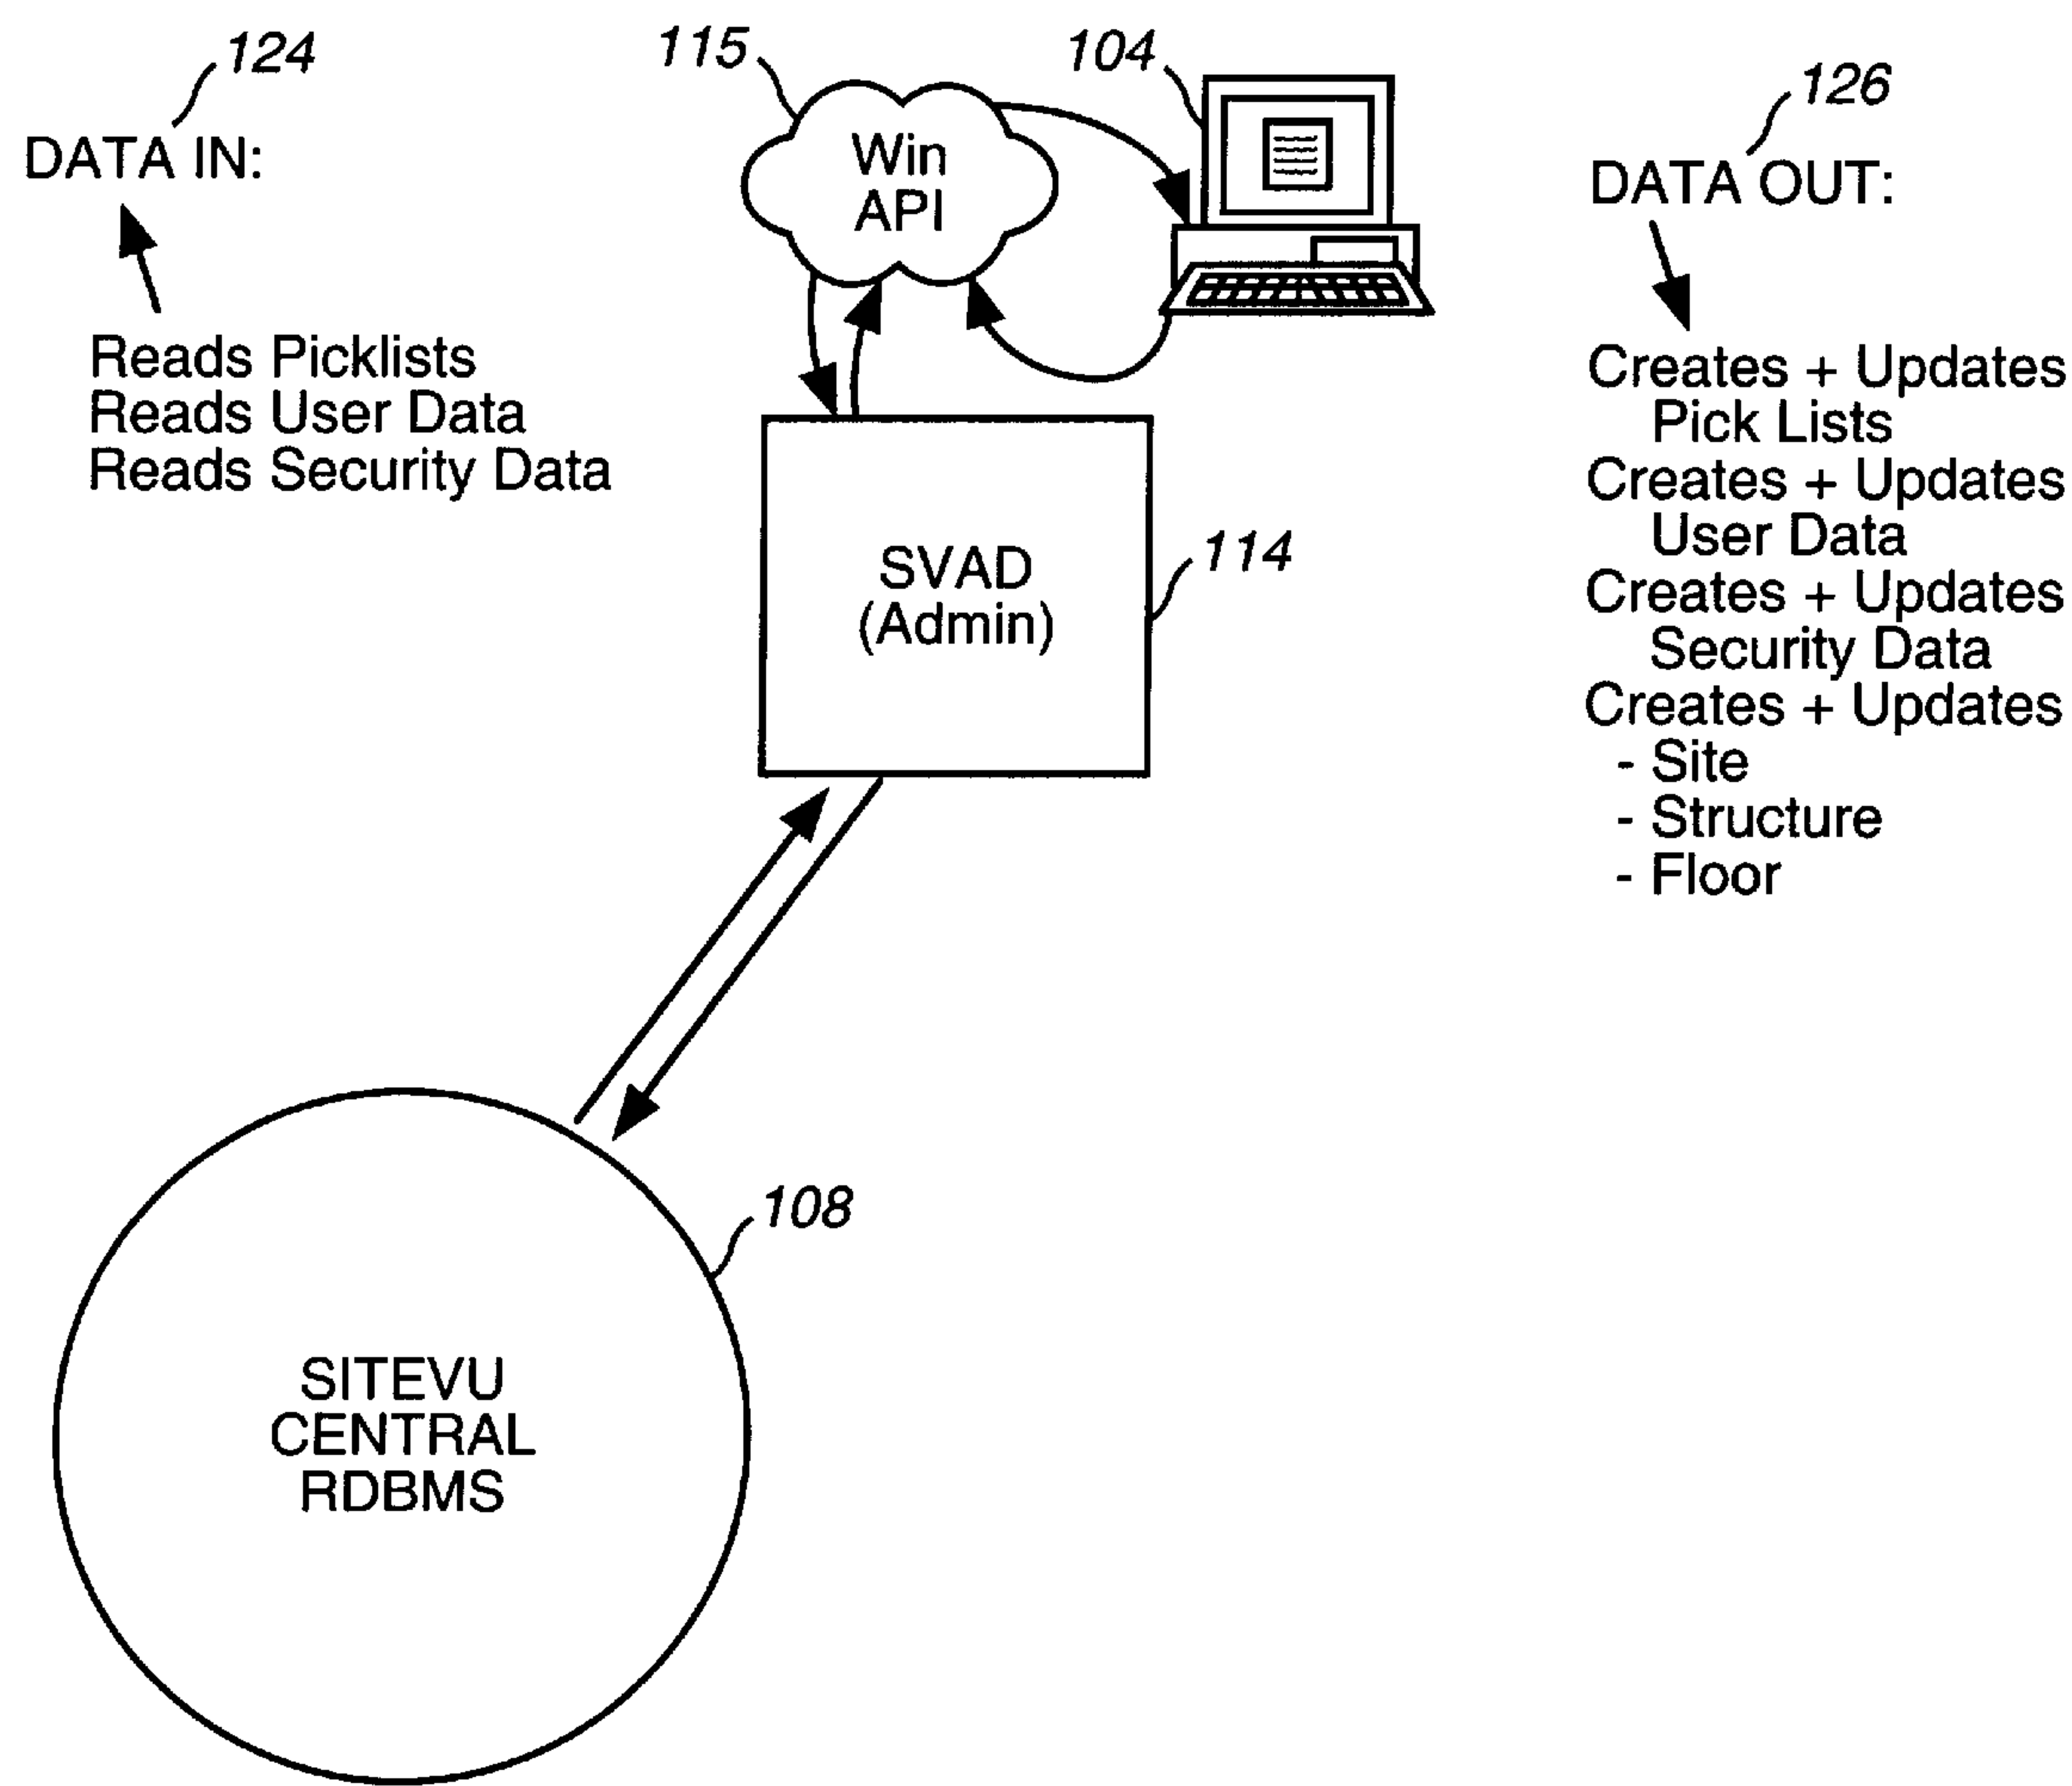 124
DATA IN:
Reads Picklists
Reads User Data
Reads Security Data
115
Win
API
104
126
DATA OUT:
Creates + Updates
Pick Lists
Creates + Updates
User Data
Creates + Updates
Security Data
Creates + Updates
- Site
- Structure
- Floor
SVAD
(Admin)
114
108
SITEVU
CENTRAL
RDBMS